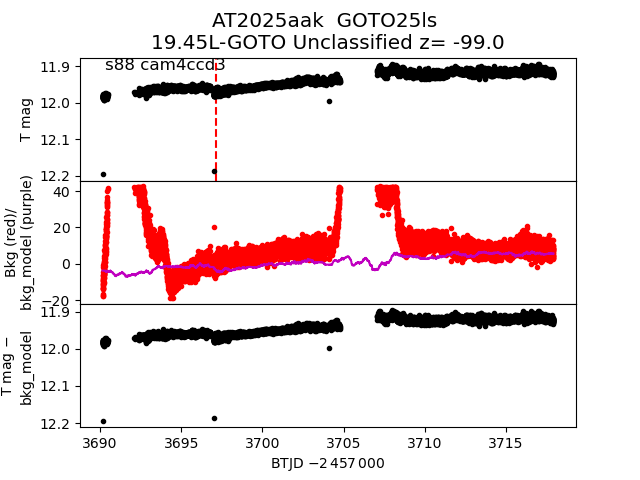 AT2025aak  GOTO25ls
19.45L-GOTO Unclassified z= -99.0
s88 cam4ccd3
11.9
12.0
12.1
12.2
T mag
40
20
0
−20
Bkg (red)/
bkg_model (purple)
11.9
12.0
12.1
12.2
T mag −
bkg_model
3690 3695 3700 3705 3710 3715
BTJD −2 457 000